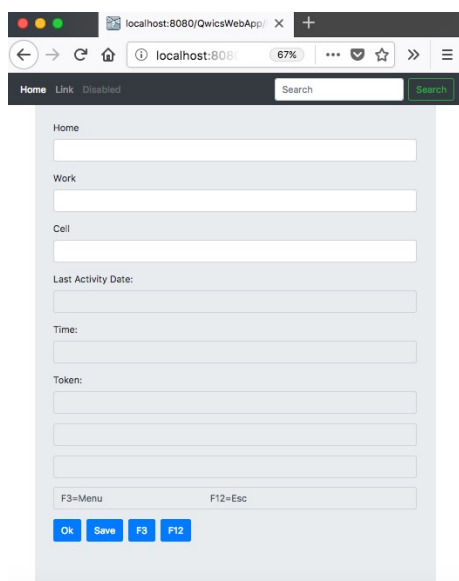 localhost:8080/QwicsWebApp/
localhost:808 67%
Home Link Disabled Search Search
Home
Work
Cell
Last Activity Date:
Time:
Token:
F3=Menu F12=Esc
Ok Save F3 F12